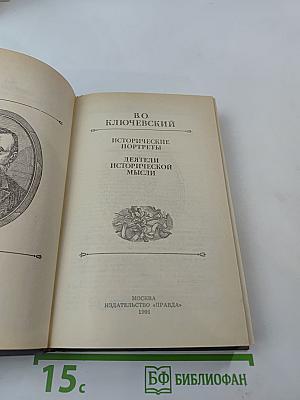 В.О.
КЛЮЧЕВСКИЙ
ИСТОРИЧЕСКИЕ
ПОРТРЕТЫ
ДЕЯТЕЛИ
ИСТОРИЧЕСКОЙ
МЫСЛИ
МОСКВА
ИЗДАТЕЛЬСТВО «ПРАВДА»
1991
15с
БФ БИБЛИОФАН